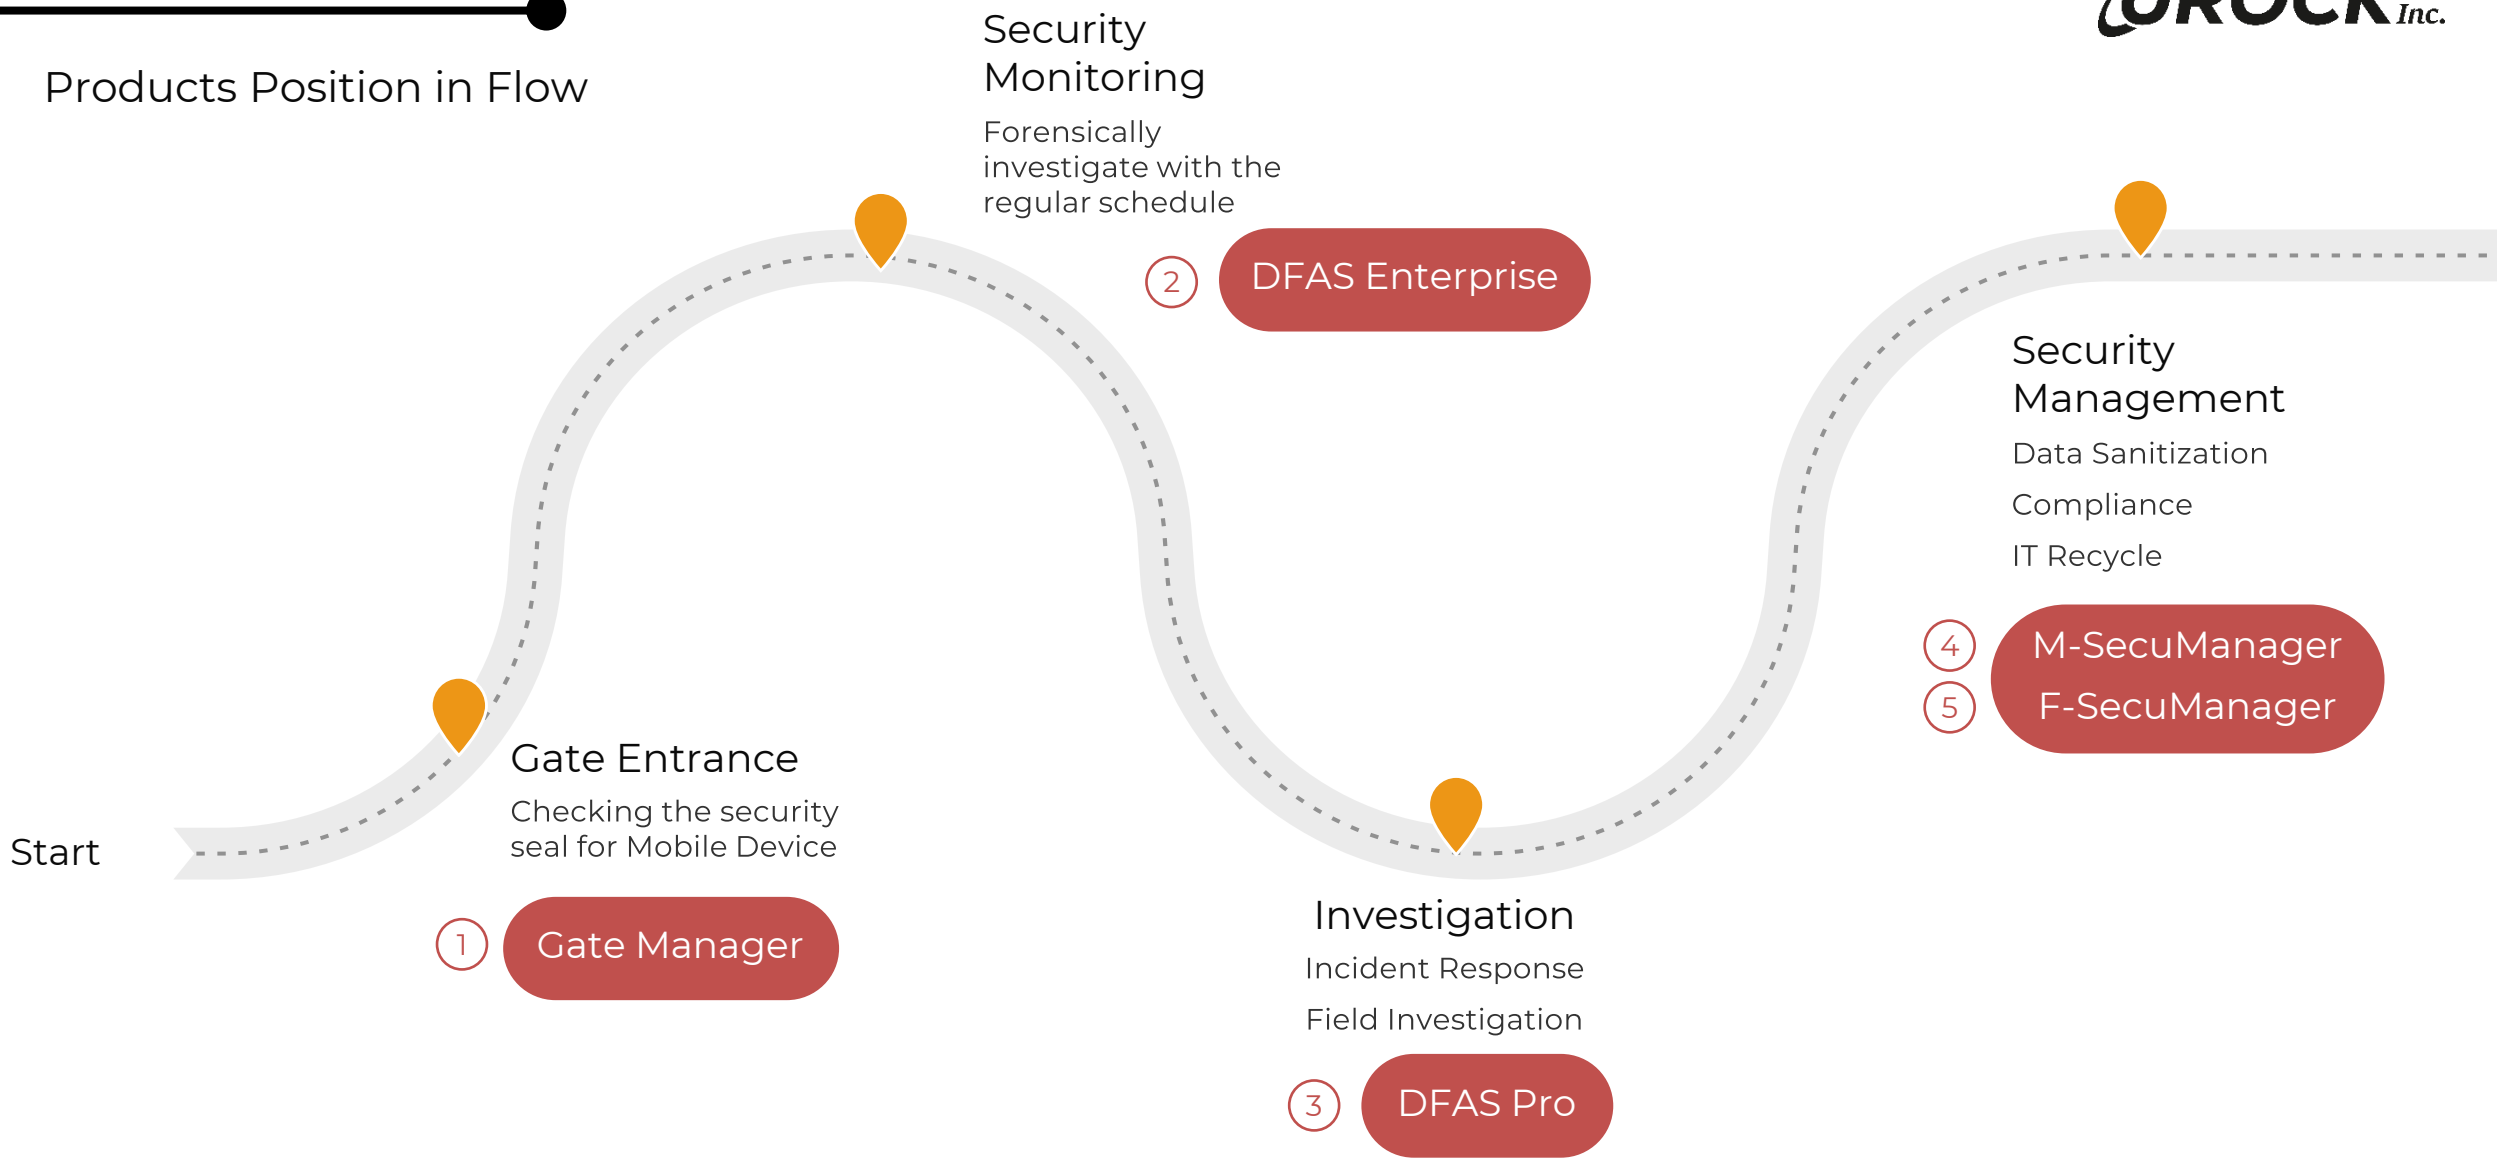 Products Position in Flow
Inc.
Security
Monitoring
Forensically
investigate with the
regular schedule
2
DFAS Enterprise
Start
Gate Entrance
Checking the security
seal for Mobile Device
1
Gate Manager
Investigation
Incident Response
Field Investigation
3
DFAS Pro
Security
Management
Data Sanitization
Compliance
IT Recycle
4
M-SecuManager
5
F-SecuManager